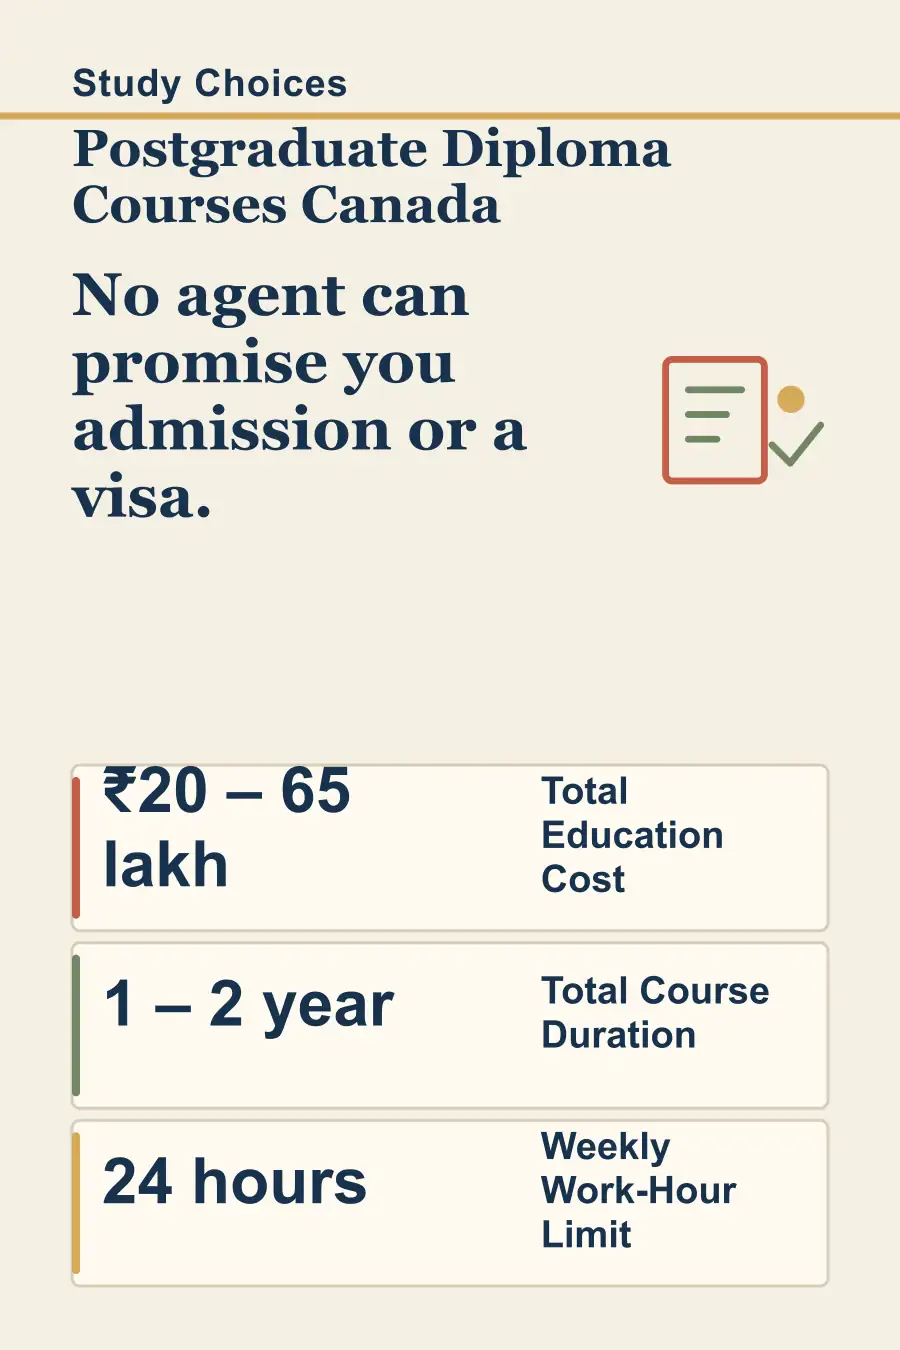 Study Choices
Postgraduate Diploma
Courses Canada
No agent can
promise you
admission or a
visa.
₹20 – 65
lakh
Total
Education
Cost
1 – 2 year
Total Course
Duration
24 hours
Weekly
Work-Hour
Limit